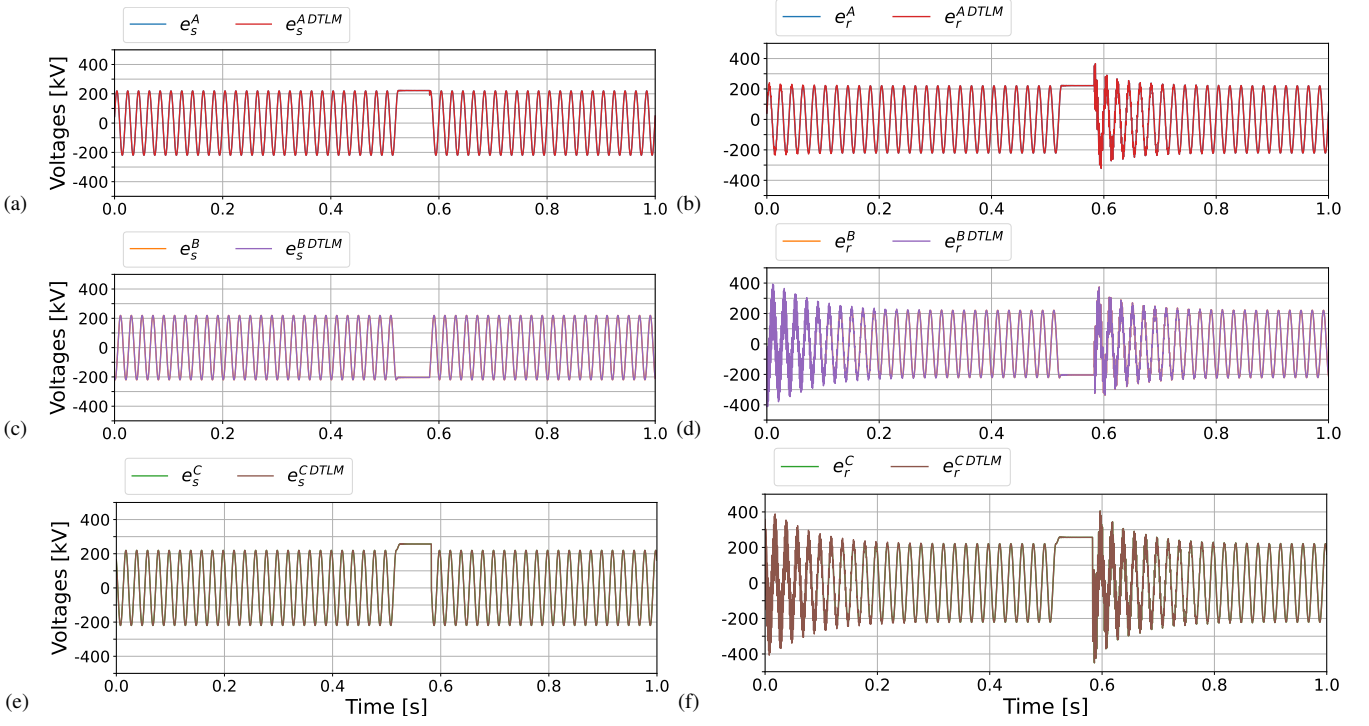 e_s^A e_s^{A DTLM}
Voltages [kV]
400
200
0
-200
-400
0.0 0.2 0.4 0.6 0.8 1.0
(a)
e_r^A e_r^{A DTLM}
400
200
0
-200
-400
0.0 0.2 0.4 0.6 0.8 1.0
(b)
e_s^B e_s^{B DTLM}
Voltages [kV]
400
200
0
-200
-400
0.0 0.2 0.4 0.6 0.8 1.0
(c)
e_r^B e_r^{B DTLM}
400
200
0
-200
-400
0.0 0.2 0.4 0.6 0.8 1.0
(d)
e_s^C e_s^{C DTLM}
Voltages [kV]
400
200
0
-200
-400
0.0 0.2 0.4 0.6 0.8 1.0
Time [s]
(e)
e_r^C e_r^{C DTLM}
400
200
0
-200
-400
0.0 0.2 0.4 0.6 0.8 1.0
Time [s]
(f)